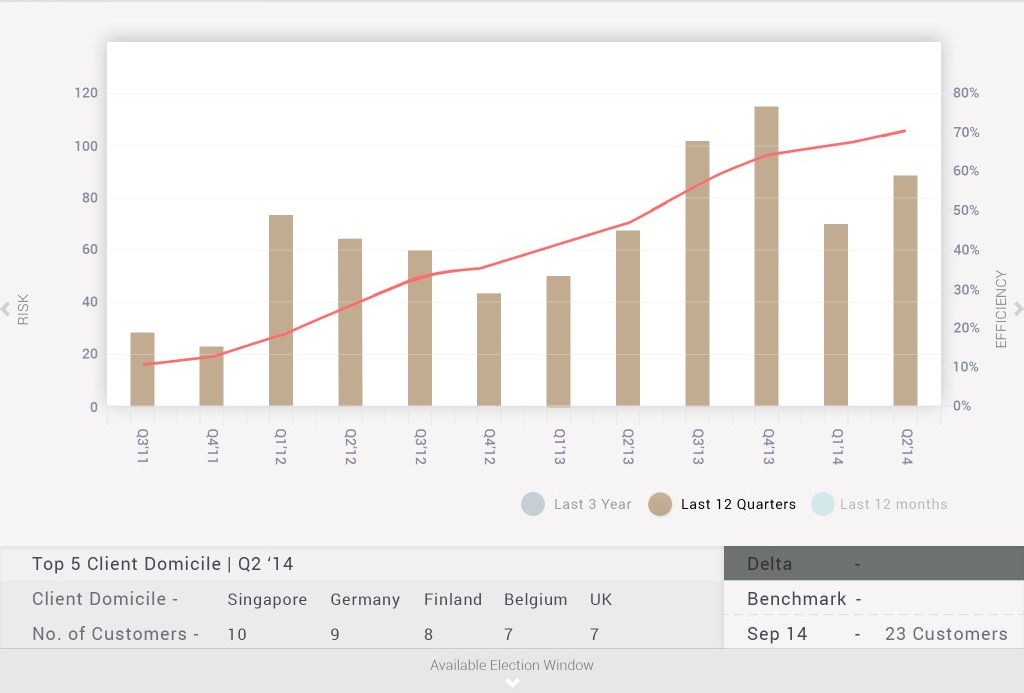 120 80%
100 70%
80 60%
50%
60 40%
40 30%
20%
20 10%
0 0%
RISK
EFFICIENCY
Q3'11 Q4'11 Q1'12 Q2'12 Q3'12 Q4'12 Q1'13 Q2'13 Q3'13 Q4'13 Q1'14 Q2'14
Last 3 Year Last 12 Quarters Last 12 months
Top 5 Client Domicile | Q2 ‘14 Delta -
Client Domicile - Singapore Germany Finland Belgium UK Benchmark -
No. of Customers - 10 9 8 7 7 Sep 14 - 23 Customers
Available Election Window